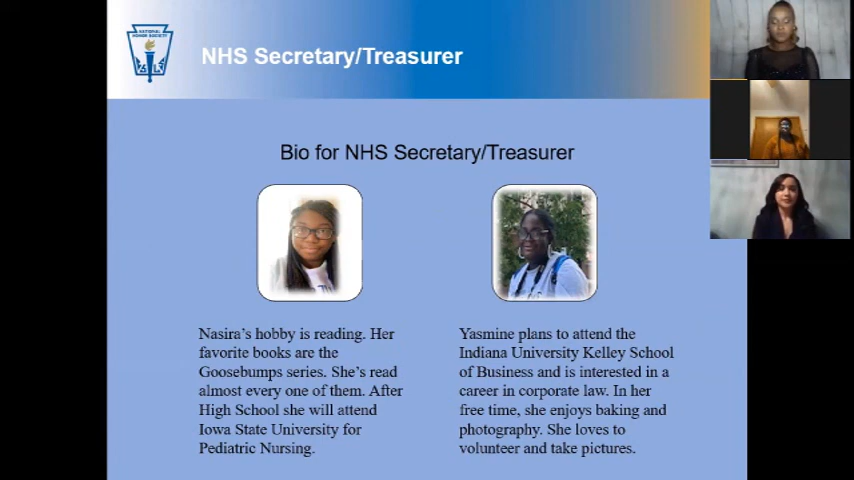 NATIONAL
HONOR SOCIETY
NHS Secretary/Treasurer
Bio for NHS Secretary/Treasurer
Nasira's hobby is reading. Her
favorite books are the
Goosebumps series. She's read
almost every one of them. After
High School she will attend
Iowa State University for
Pediatric Nursing.
Yasmine plans to attend the
Indiana University Kelley School
of Business and is interested in a
career in corporate law. In her
free time, she enjoys baking and
photography. She loves to
volunteer and take pictures.